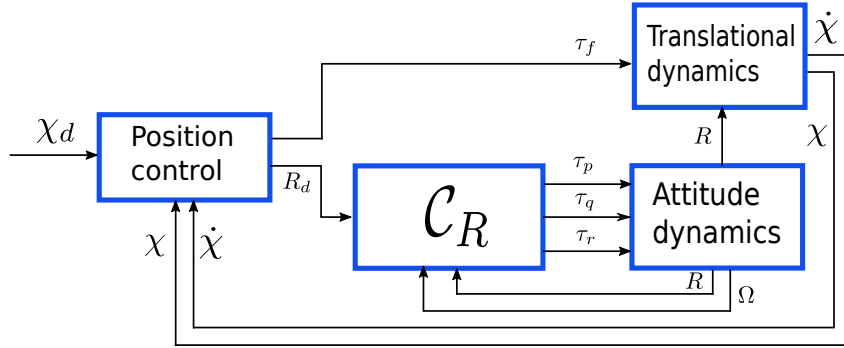 τ_f
Translational
dynamics
χ̇
χ_d
Position
control
R
χ
R_d
𝒞_R
τ_p
τ_q
τ_r
Attitude
dynamics
χ
χ̇
R
Ω